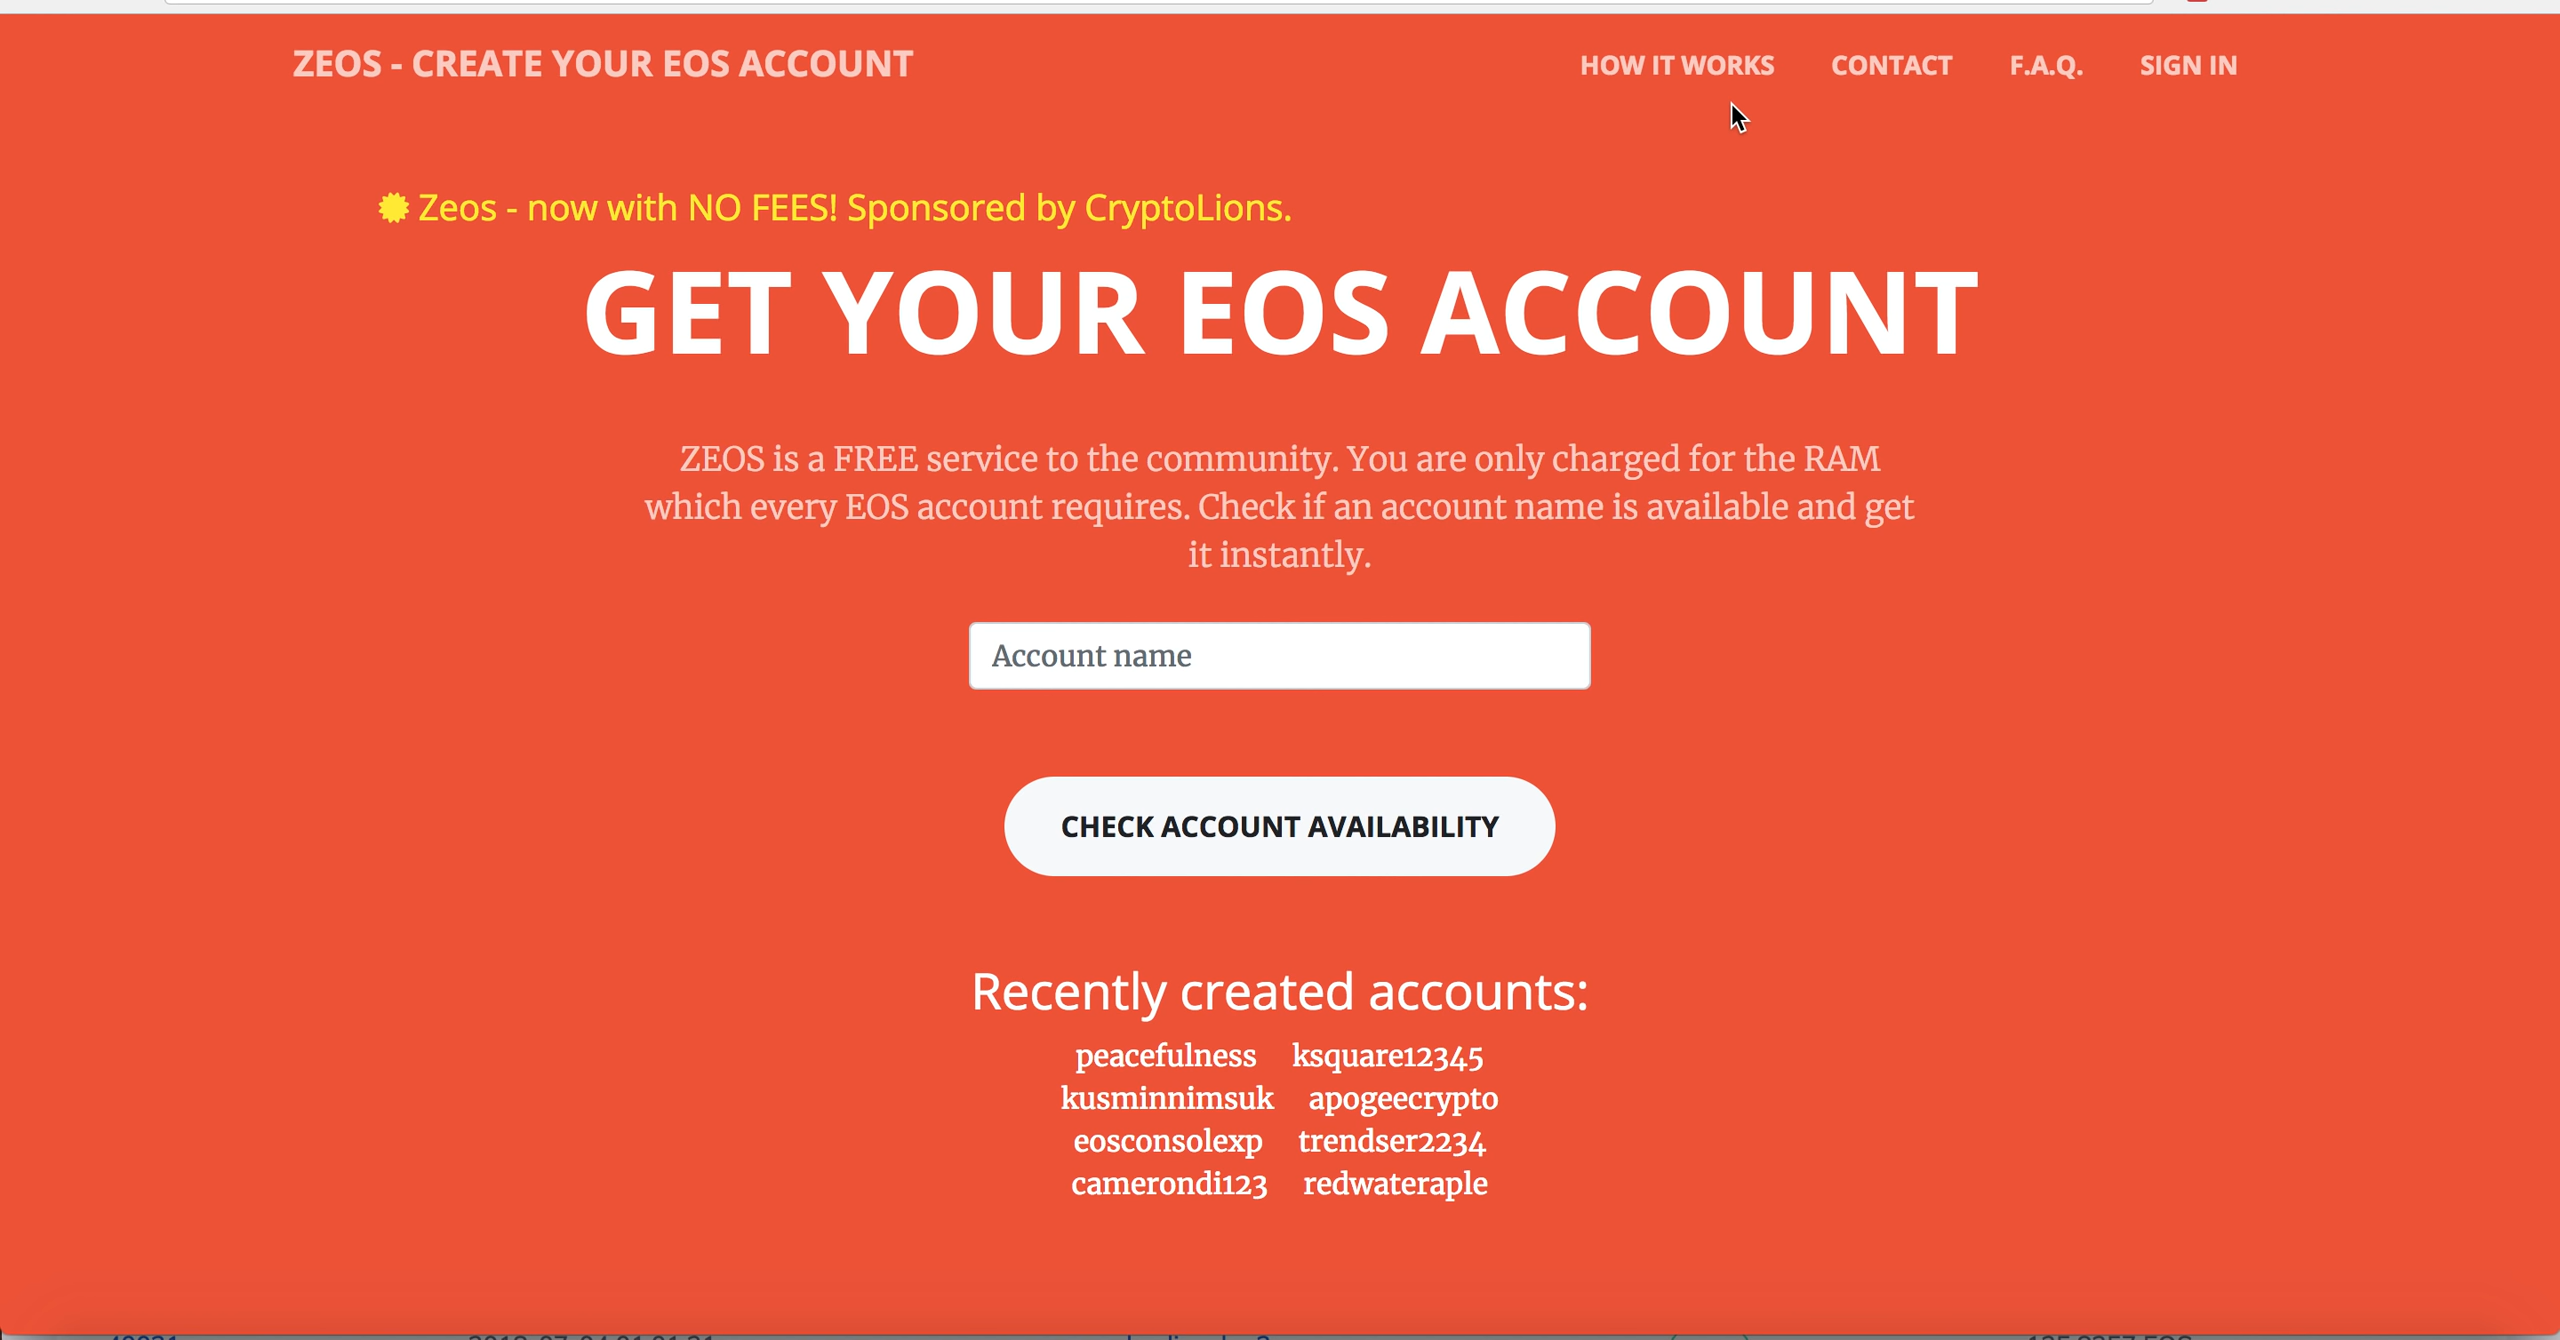 ZEOS - CREATE YOUR EOS ACCOUNT HOW IT WORKS CONTACT F.A.Q. SIGN IN
Zeos - now with NO FEES! Sponsored by CryptoLions.
GET YOUR EOS ACCOUNT
ZEOS is a FREE service to the community. You are only charged for the RAM
which every EOS account requires. Check if an account name is available and get
it instantly.
Account name
CHECK ACCOUNT AVAILABILITY
Recently created accounts:
peacefulness ksquare12345
kusminnimsuk apogeecrypto
eosconsolexp trendser2234
camerondi123 redwateraple